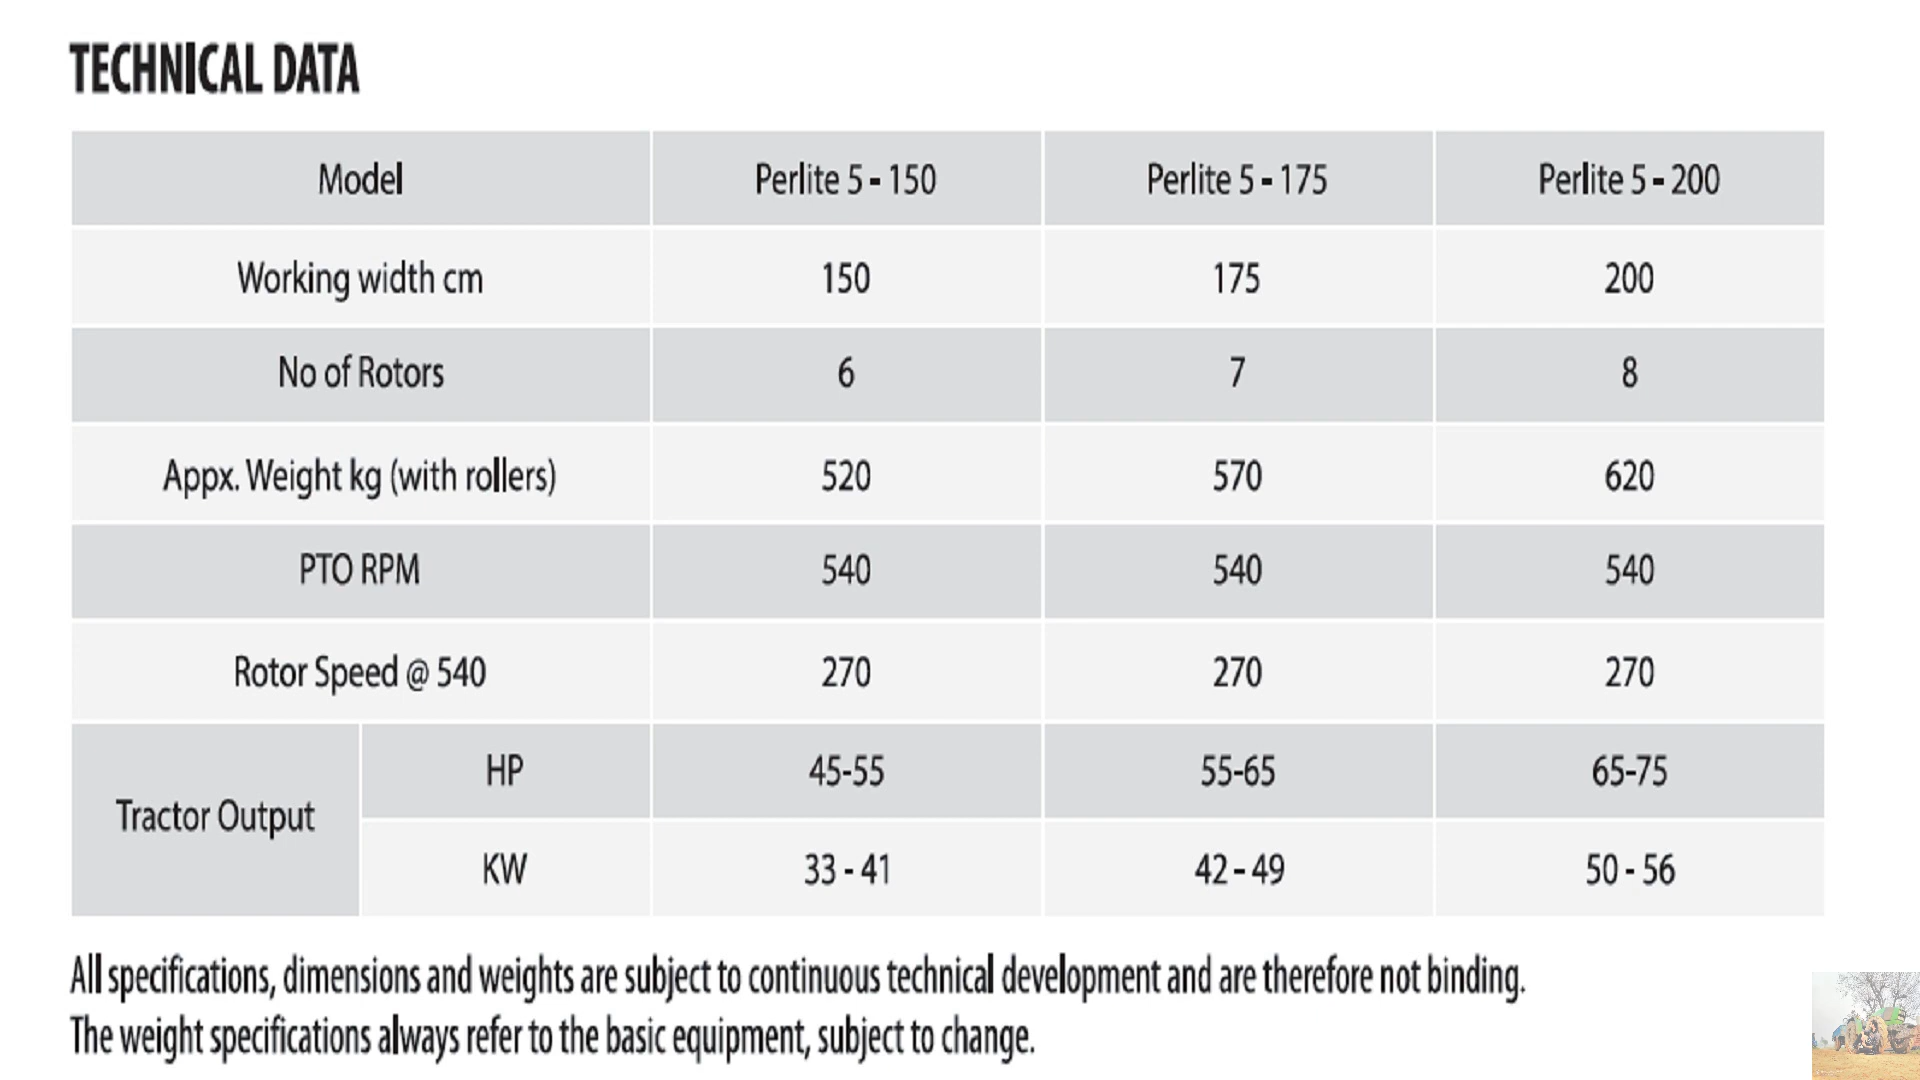 TECHNICAL DATA
Model Perlite 5 - 150 Perlite 5 - 175 Perlite 5 - 200
Working width cm 150 175 200
No of Rotors 6 7 8
Appx. Weight kg (with rollers) 520 570 620
PTO RPM 540 540 540
Rotor Speed @ 540 270 270 270
Tractor Output HP 45-55 55-65 65-75
KW 33 - 41 42 - 49 50 - 56
All specifications, dimensions and weights are subject to continuous technical development and are therefore not binding.
The weight specifications always refer to the basic equipment, subject to change.